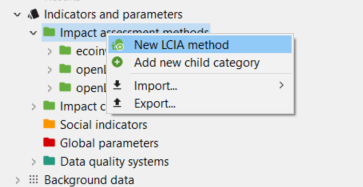 Indicators and parameters
Impact assessment methods
New LCIA method
Add new child category
Import...
Export...
Impact c
Social indicators
Global parameters
Data quality systems
Background data